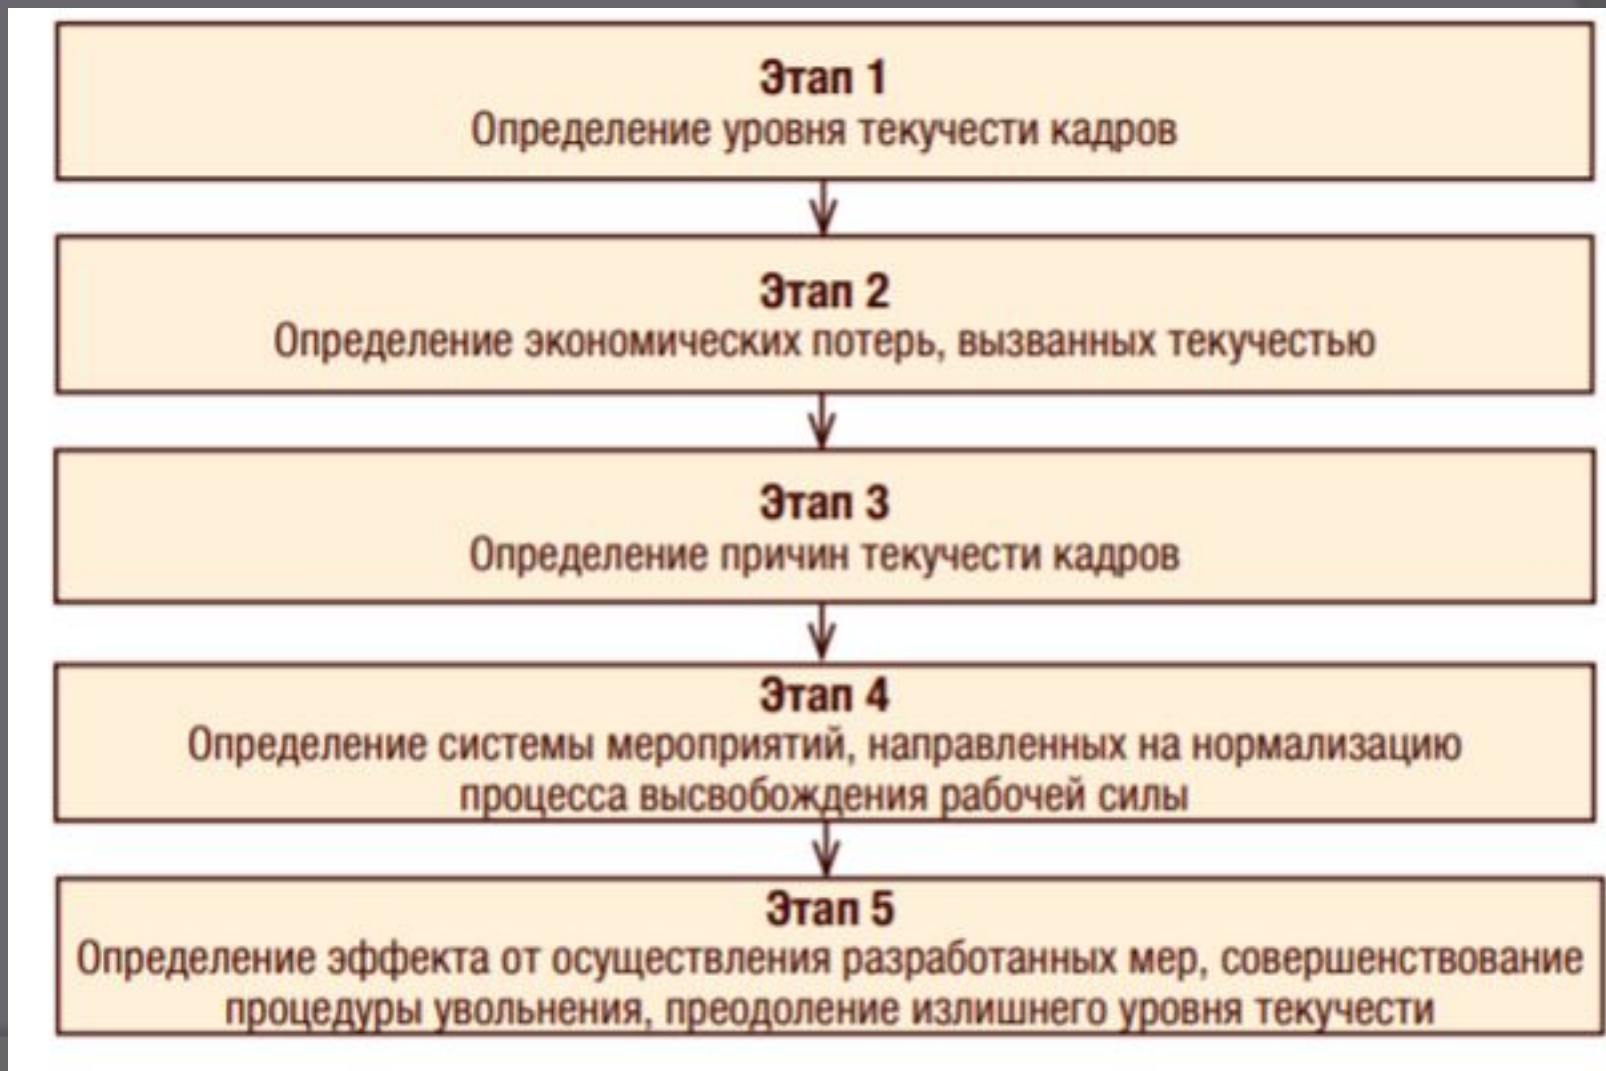 Этап 1
Определение уровня текучести кадров
Этап 2
Определение экономических потерь, вызванных текучестью
Этап 3
Определение причин текучести кадров
Этап 4
Определение системы мероприятий, направленных на нормализацию
процесса высвобождения рабочей силы
Этап 5
Определение эффекта от осуществления разработанных мер, совершенствование
процедуры увольнения, преодоление излишнего уровня текучести